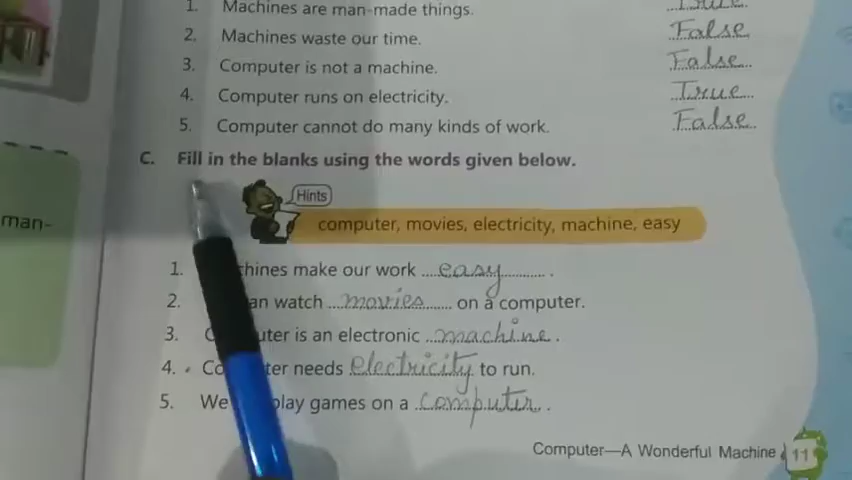 1. Machines are man-made things. True
2. Machines waste our time. False
3. Computer is not a machine. False
4. Computer runs on electricity. True
5. Computer cannot do many kinds of work. False
C. Fill in the blanks using the words given below.
Hints
man-
computer, movies, electricity, machine, easy
1. chines make our work easy.
2. an watch movies on a computer.
3. C uter is an electronic machine.
4. Co ter needs electricity to run.
5. We play games on a computer.
Computer—A Wonderful Machine 11